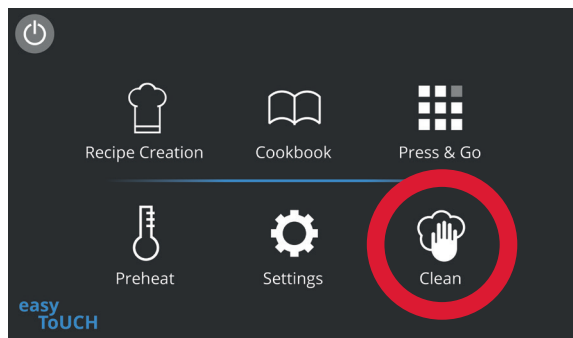 Recipe Creation
Cookbook
Press & Go
Preheat
Settings
Clean
easy
ToUCH